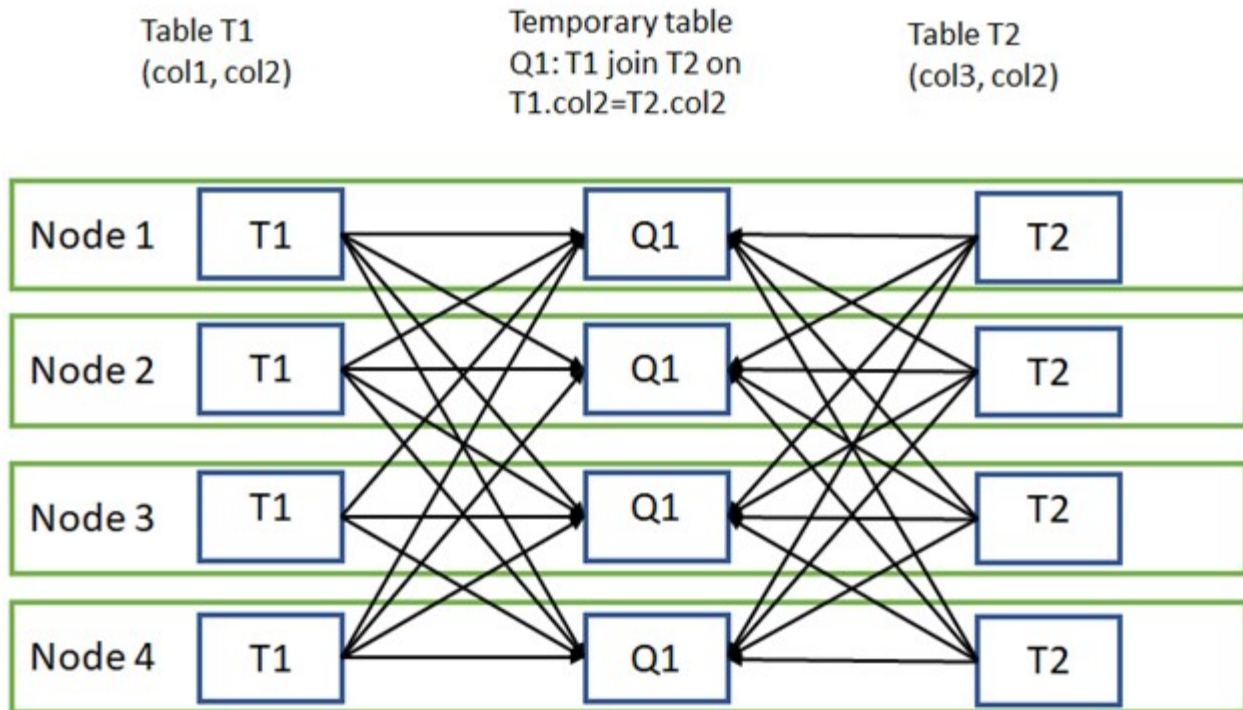 Table T1
(col1, col2)
Temporary table
Q1: T1 join T2 on
T1.col2=T2.col2
Table T2
(col3, col2)
Node 1 T1 Q1 T2
Node 2 T1 Q1 T2
Node 3 T1 Q1 T2
Node 4 T1 Q1 T2